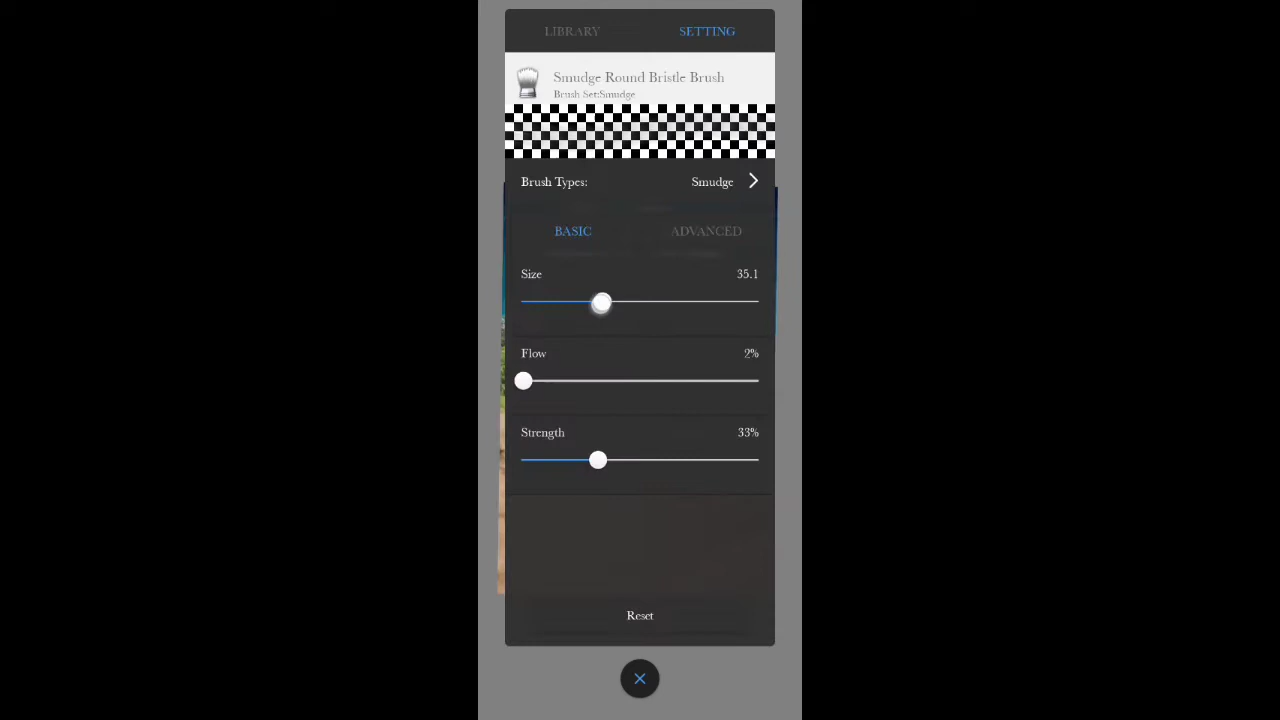 LIBRARY SETTING
Smudge Round Bristle Brush
Brush Set:Smudge
Brush Types: Smudge
BASIC ADVANCED
Size 35.1
Flow 2%
Strength 33%
Reset